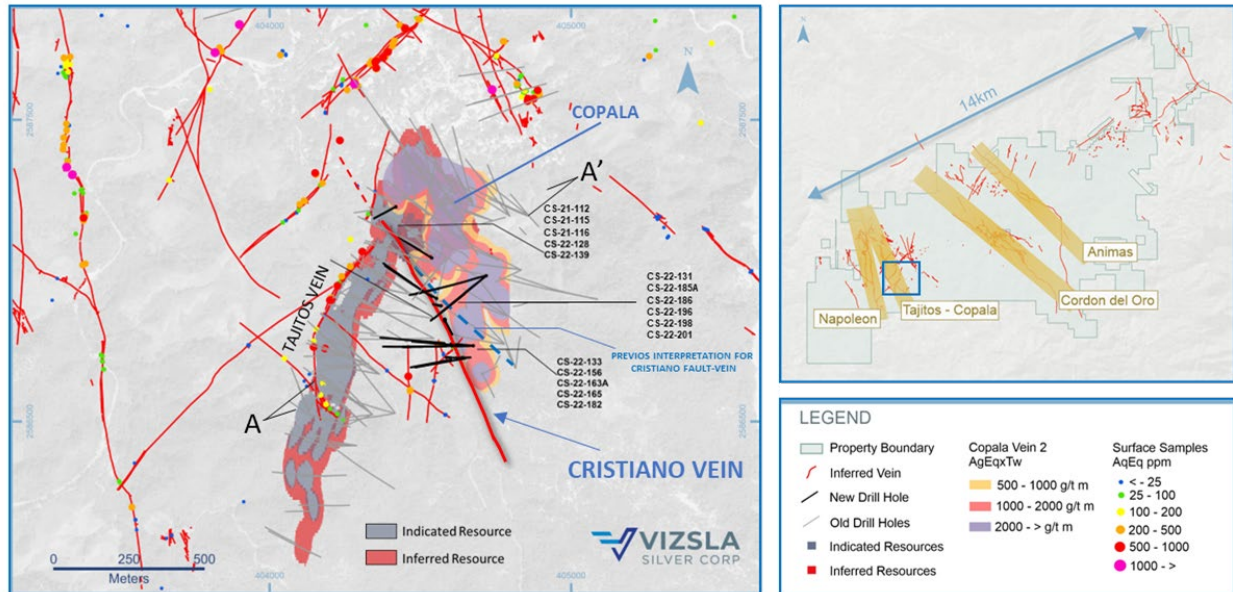 404000
405000
N
2587500
2587500
COPALA
A'
CS-21-112
CS-21-115
CS-21-116
CS-22-128
CS-22-139
TAJITOS VEIN
CS-22-131
CS-22-185A
CS-22-186
CS-22-196
CS-22-198
CS-22-201
PREVIOS INTERPRETATION FOR
CRISTIANO FAULT-VEIN
CS-22-133
CS-22-156
CS-22-163A
CS-22-165
CS-22-182
A
2586500
2586500
CRISTIANO VEIN
Indicated Resource
Inferred Resource
VIZSLA
SILVER CORP
0 250 500
Meters
404000
405000
N
14km
Animas
Cordon del Oro
Napoleon
Tajitos - Copala
LEGEND
Property Boundary
Inferred Vein
New Drill Hole
Old Drill Holes
Indicated Resources
Inferred Resources
Copala Vein 2
AgEqxTw
500 - 1000 g/t m
1000 - 2000 g/t m
2000 - > g/t m
Surface Samples
AqEq ppm
< - 25
25 - 100
100 - 200
200 - 500
500 - 1000
1000 - >